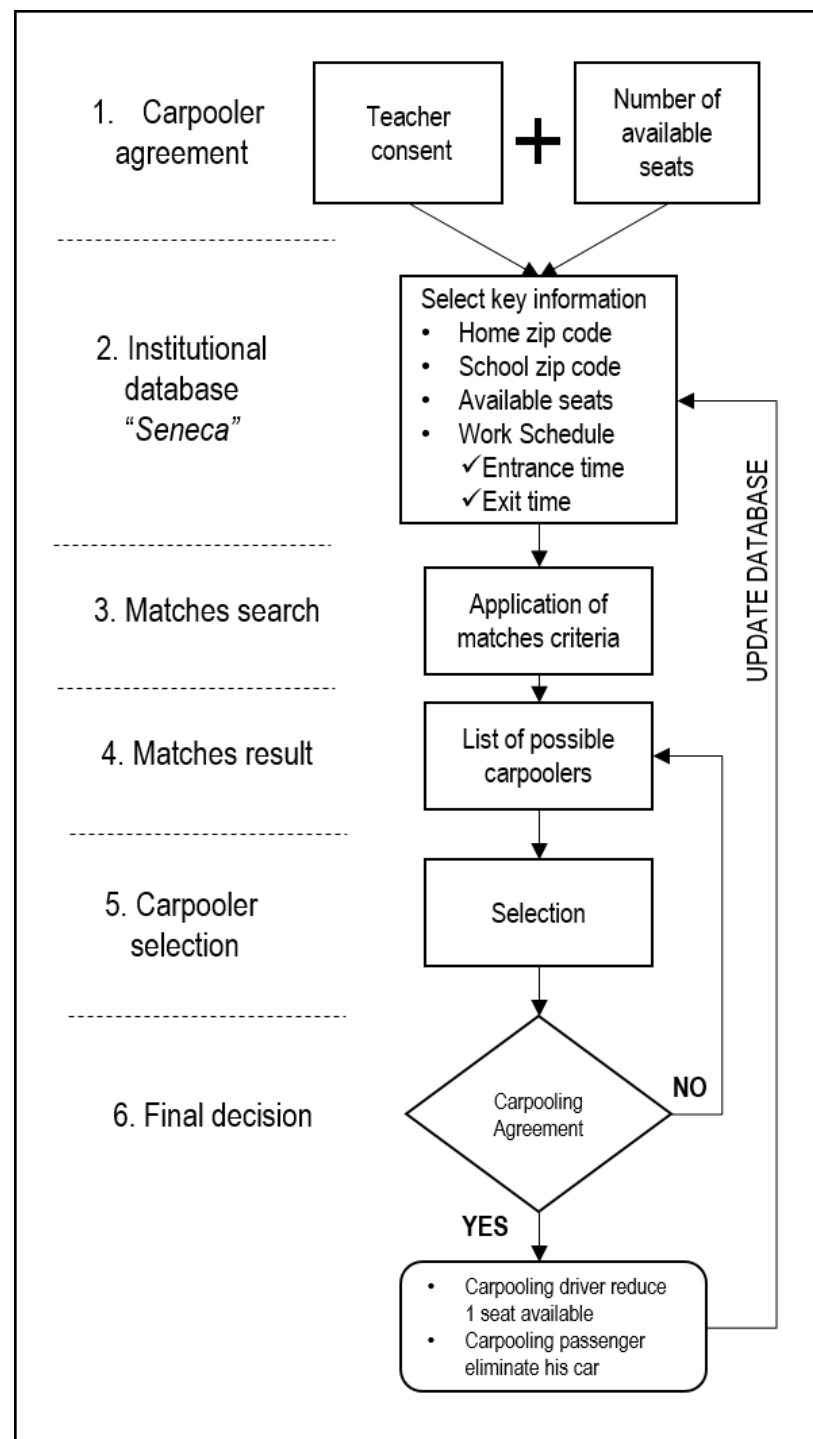 1. Carpooler
agreement
Teacher
consent
+
Number of
available
seats
2. Institutional
database
“Seneca”
Select key information
• Home zip code
• School zip code
• Available seats
• Work Schedule
✓Entrance time
✓Exit time
UPDATE DATABASE
3. Matches search
Application of
matches criteria
4. Matches result
List of possible
carpoolers
5. Carpooler
selection
Selection
6. Final decision
Carpooling
Agreement
NO
YES
• Carpooling driver reduce
1 seat available
• Carpooling passenger
eliminate his car